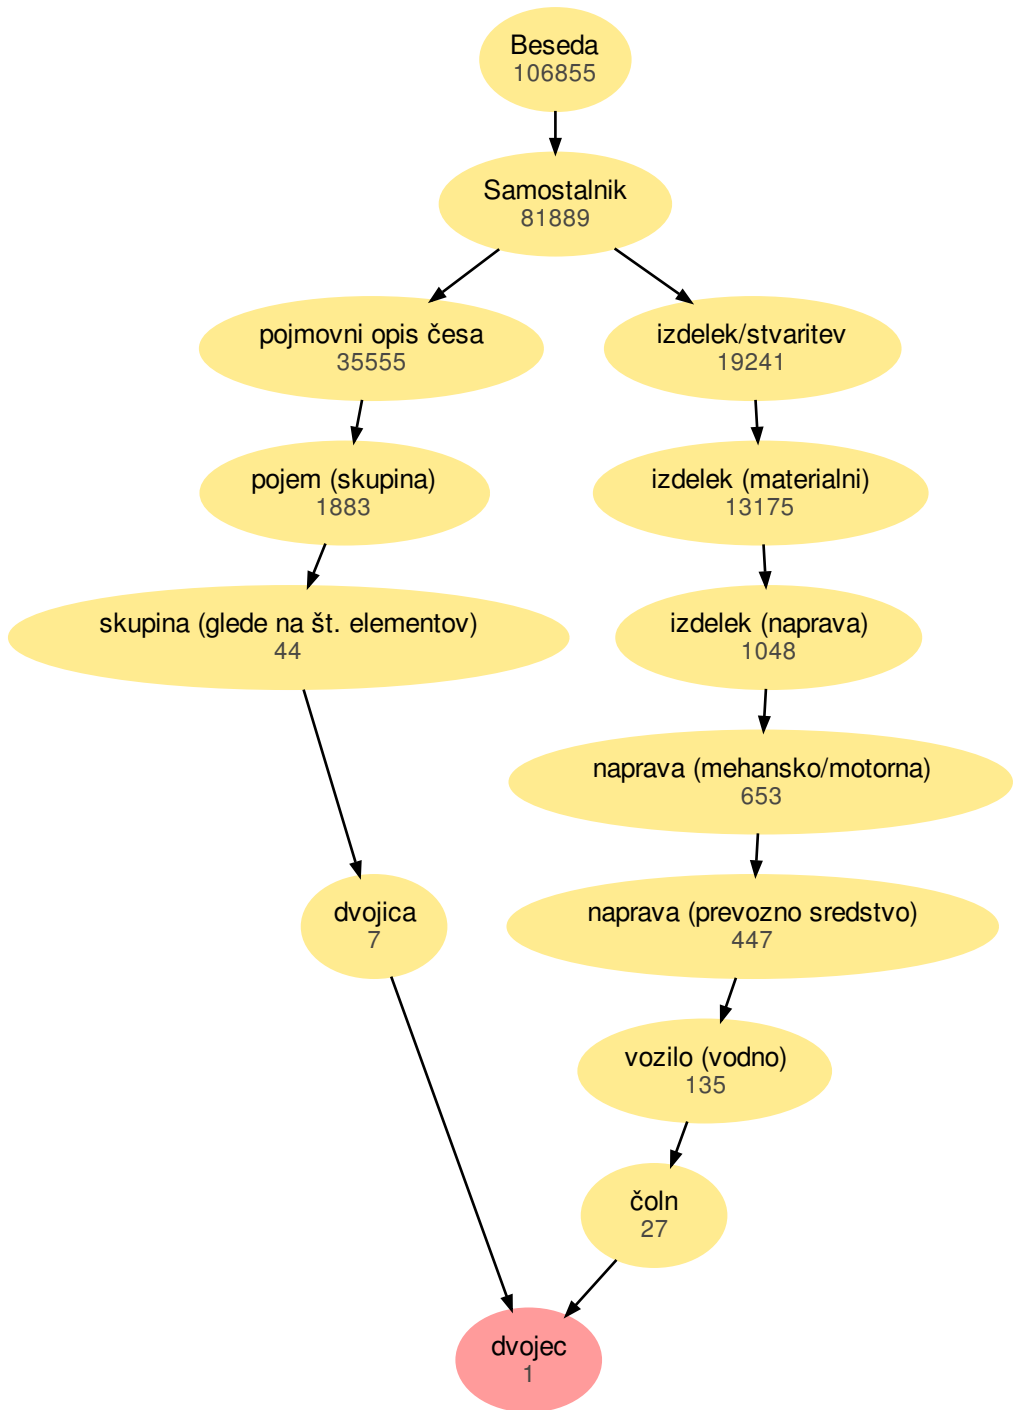 Beseda
106855
Samostalnik
81889
pojmovni opis česa
35555
izdelek/stvaritev
19241
pojem (skupina)
1883
izdelek (materialni)
13175
skupina (glede na št. elementov)
44
izdelek (naprava)
1048
naprava (mehansko/motorna)
653
dvojica
7
naprava (prevozno sredstvo)
447
vozilo (vodno)
135
čoln
27
dvojec
1